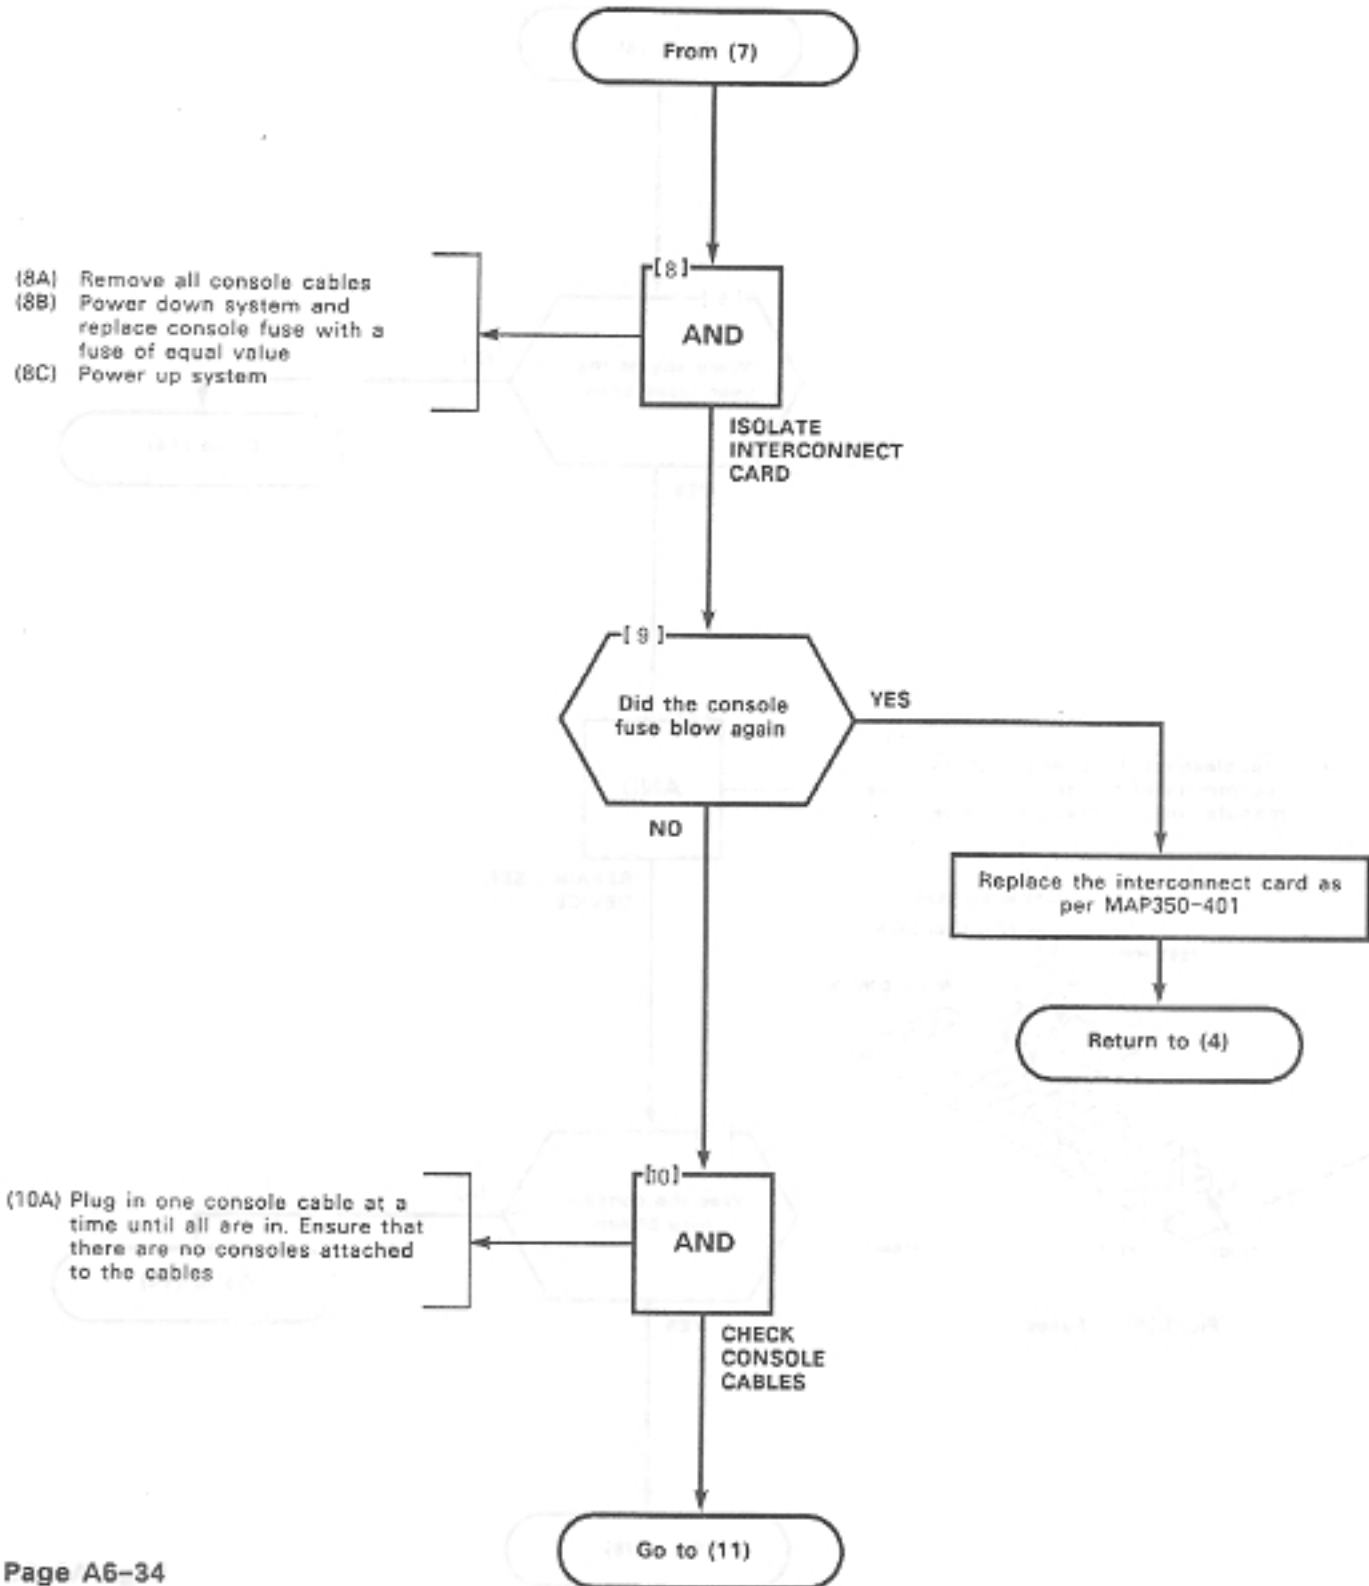 From (7)
[8]
AND
(8A) Remove all console cables
(8B) Power down system and
replace console fuse with a
fuse of equal value
(8C) Power up system
ISOLATE
INTERCONNECT
CARD
[9]
Did the console
fuse blow again
YES
NO
Replace the interconnect card as
per MAP350-401
Return to (4)
[10]
AND
(10A) Plug in one console cable at a
time until all are in. Ensure that
there are no consoles attached
to the cables
CHECK
CONSOLE
CABLES
Go to (11)
Page A6-34